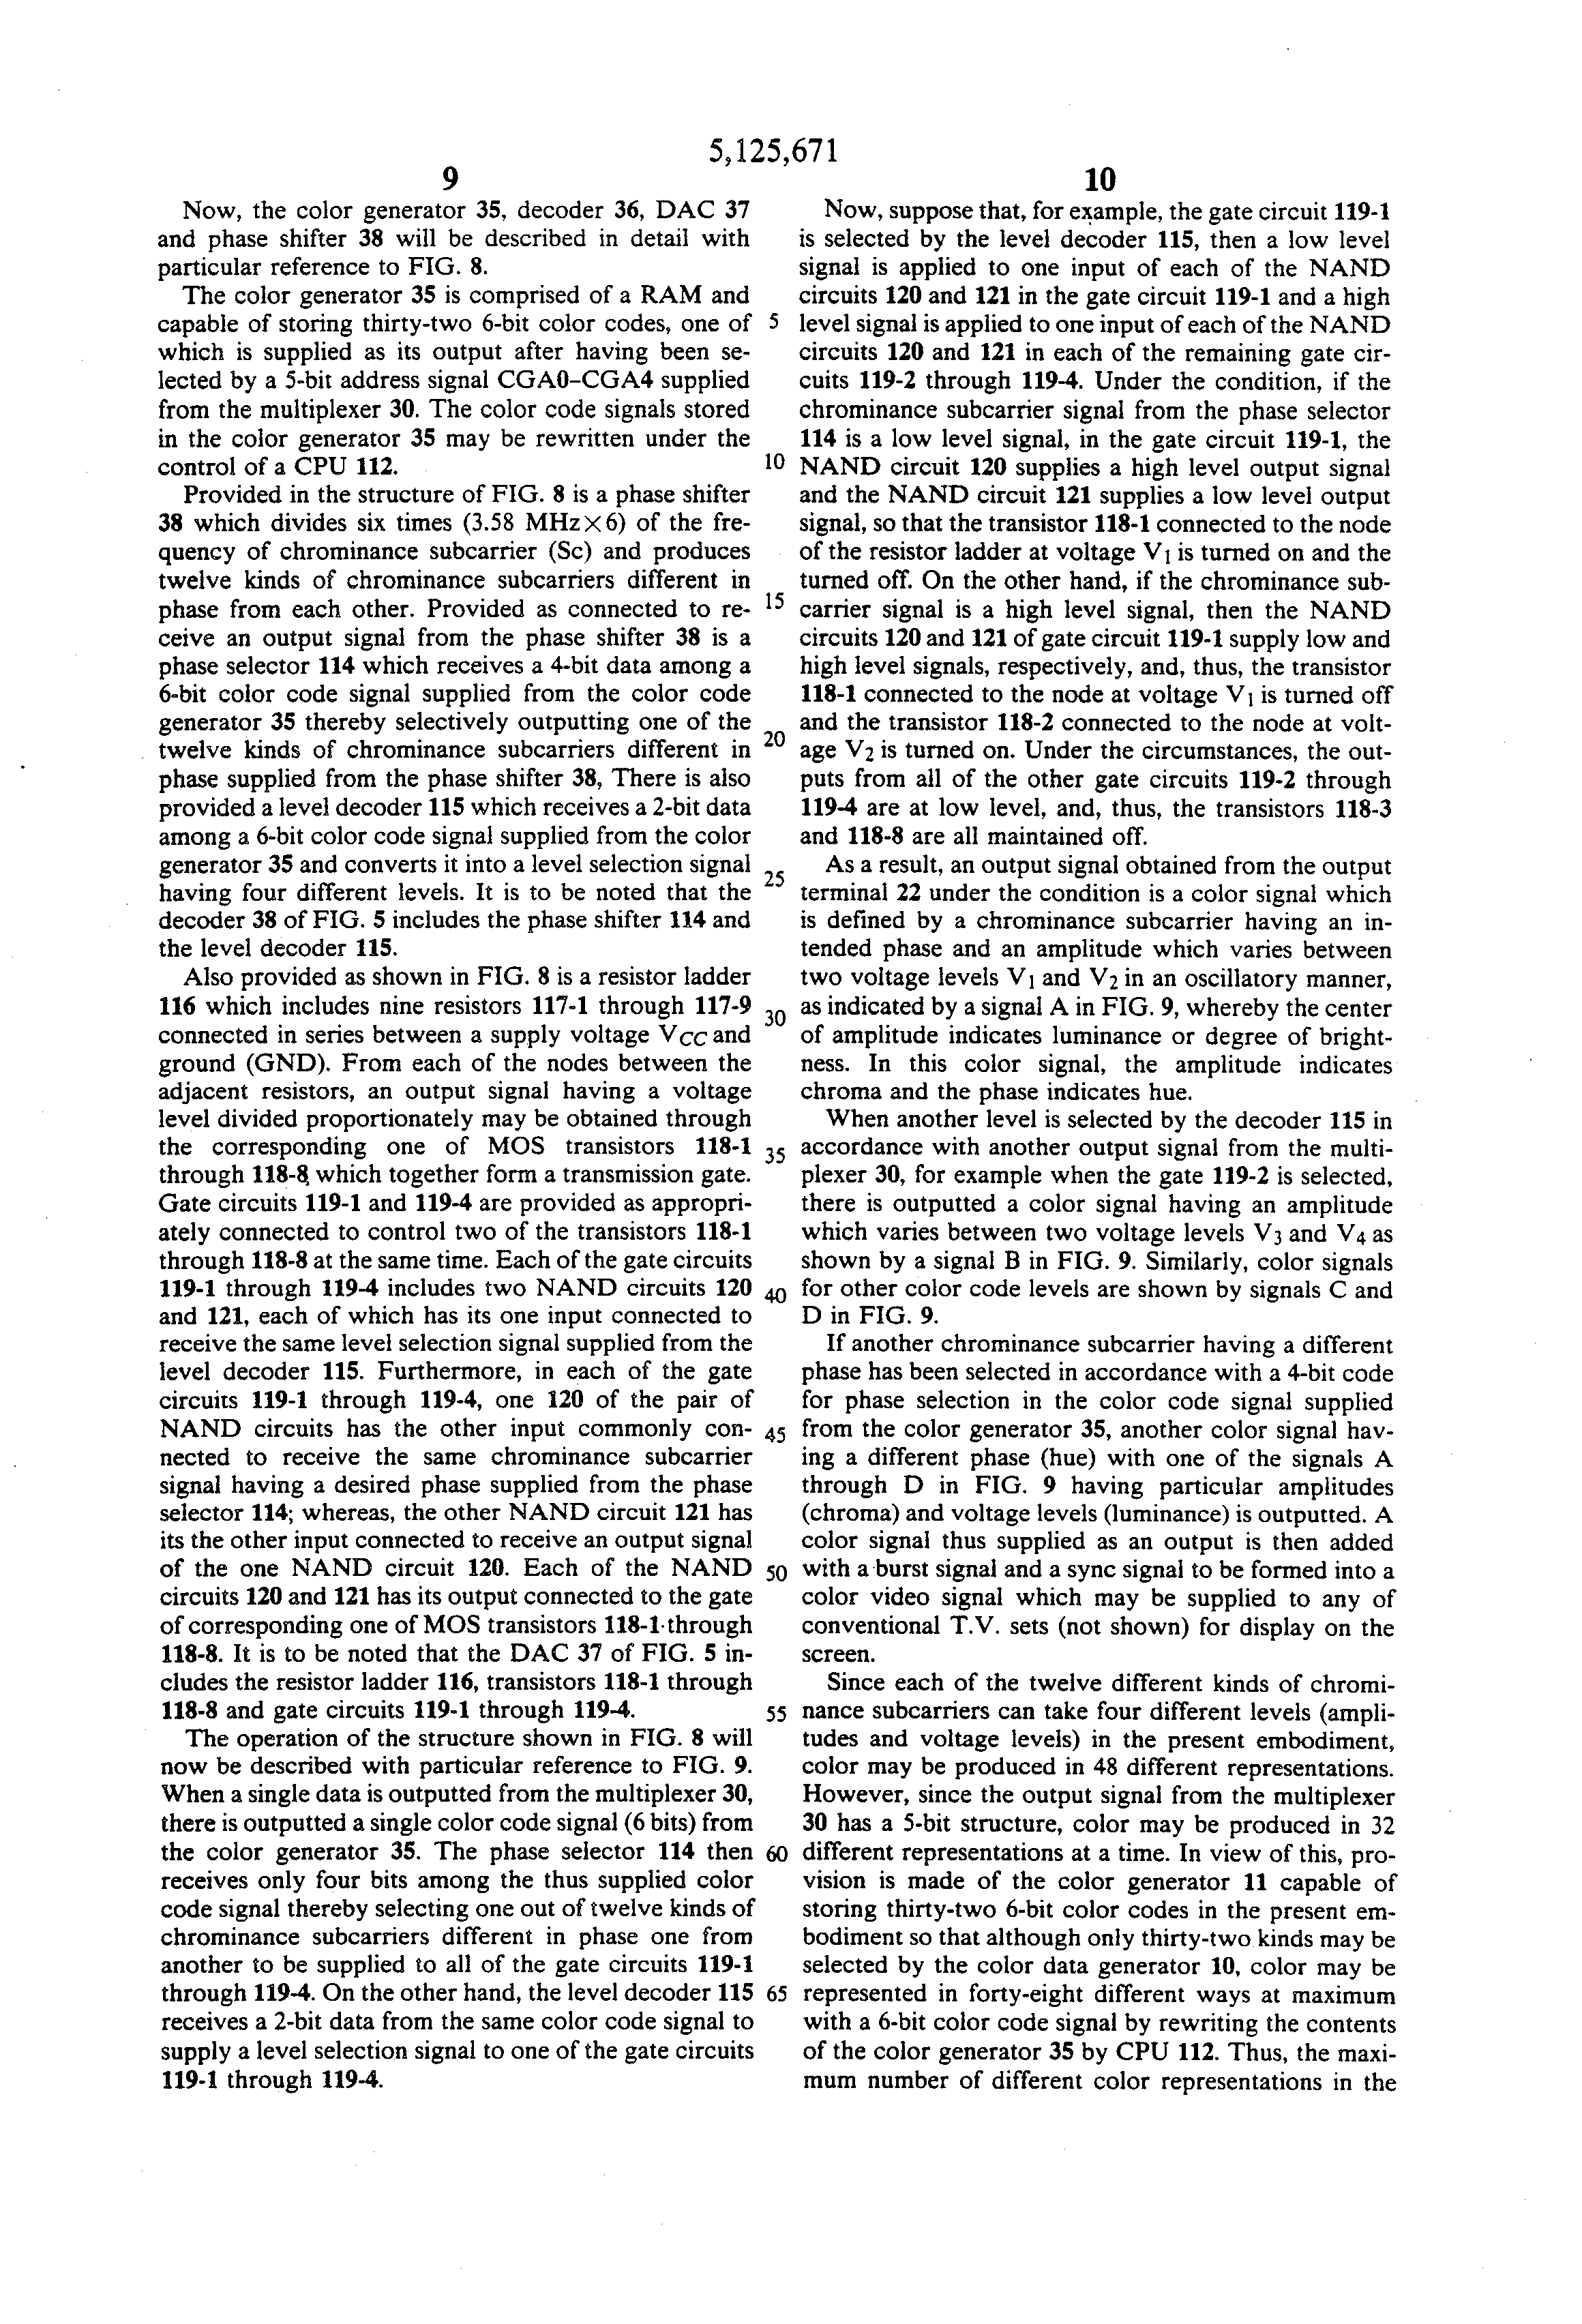 5,125,671
9
Now, the color generator 35, decoder 36, DAC 37
and phase shifter 38 will be described in detail with
particular reference to FIG. 8.
The color generator 35 is comprised of a RAM and
capable of storing thirty-two 6-bit color codes, one of
which is supplied as its output after having been se-
lected by a 5-bit address signal CGA0–CGA4 supplied
from the multiplexer 30. The color code signals stored
in the color generator 35 may be rewritten under the
control of a CPU 112.
Provided in the structure of FIG. 8 is a phase shifter
38 which divides six times (3.58 MHz×6) of the fre-
quency of chrominance subcarrier (Sc) and produces
twelve kinds of chrominance subcarriers different in
phase from each other. Provided as connected to re-
ceive an output signal from the phase shifter 38 is a
phase selector 114 which receives a 4-bit data among a
6-bit color code signal supplied from the color code
generator 35 thereby selectively outputting one of the
twelve kinds of chrominance subcarriers different in
phase supplied from the phase shifter 38, There is also
provided a level decoder 115 which receives a 2-bit data
among a 6-bit color code signal supplied from the color
generator 35 and converts it into a level selection signal
having four different levels. It is to be noted that the
decoder 38 of FIG. 5 includes the phase shifter 114 and
the level decoder 115.
Also provided as shown in FIG. 8 is a resistor ladder
116 which includes nine resistors 117-1 through 117-9
connected in series between a supply voltage VCC and
ground (GND). From each of the nodes between the
adjacent resistors, an output signal having a voltage
level divided proportionately may be obtained through
the corresponding one of MOS transistors 118-1
through 118-8, which together form a transmission gate.
Gate circuits 119-1 and 119-4 are provided as appropri-
ately connected to control two of the transistors 118-1
through 118-8 at the same time. Each of the gate circuits
119-1 through 119-4 includes two NAND circuits 120
and 121, each of which has its one input connected to
receive the same level selection signal supplied from the
level decoder 115. Furthermore, in each of the gate
circuits 119-1 through 119-4, one 120 of the pair of
NAND circuits has the other input commonly con-
nected to receive the same chrominance subcarrier
signal having a desired phase supplied from the phase
selector 114; whereas, the other NAND circuit 121 has
its the other input connected to receive an output signal
of the one NAND circuit 120. Each of the NAND
circuits 120 and 121 has its output connected to the gate
of corresponding one of MOS transistors 118-1 through
118-8. It is to be noted that the DAC 37 of FIG. 5 in-
cludes the resistor ladder 116, transistors 118-1 through
118-8 and gate circuits 119-1 through 119-4.
The operation of the structure shown in FIG. 8 will
now be described with particular reference to FIG. 9.
When a single data is outputted from the multiplexer 30,
there is outputted a single color code signal (6 bits) from
the color generator 35. The phase selector 114 then
receives only four bits among the thus supplied color
code signal thereby selecting one out of twelve kinds of
chrominance subcarriers different in phase one from
another to be supplied to all of the gate circuits 119-1
through 119-4. On the other hand, the level decoder 115
receives a 2-bit data from the same color code signal to
supply a level selection signal to one of the gate circuits
119-1 through 119-4.
5
10
15
20
25
30
35
40
45
50
55
60
65
10
Now, suppose that, for example, the gate circuit 119-1
is selected by the level decoder 115, then a low level
signal is applied to one input of each of the NAND
circuits 120 and 121 in the gate circuit 119-1 and a high
level signal is applied to one input of each of the NAND
circuits 120 and 121 in each of the remaining gate cir-
cuits 119-2 through 119-4. Under the condition, if the
chrominance subcarrier signal from the phase selector
114 is a low level signal, in the gate circuit 119-1, the
NAND circuit 120 supplies a high level output signal
and the NAND circuit 121 supplies a low level output
signal, so that the transistor 118-1 connected to the node
of the resistor ladder at voltage V1 is turned on and the
turned off. On the other hand, if the chrominance sub-
carrier signal is a high level signal, then the NAND
circuits 120 and 121 of gate circuit 119-1 supply low and
high level signals, respectively, and, thus, the transistor
118-1 connected to the node at voltage V1 is turned off
and the transistor 118-2 connected to the node at volt-
age V2 is turned on. Under the circumstances, the out-
puts from all of the other gate circuits 119-2 through
119-4 are at low level, and, thus, the transistors 118-3
and 118-8 are all maintained off.
As a result, an output signal obtained from the output
terminal 22 under the condition is a color signal which
is defined by a chrominance subcarrier having an in-
tended phase and an amplitude which varies between
two voltage levels V1 and V2 in an oscillatory manner,
as indicated by a signal A in FIG. 9, whereby the center
of amplitude indicates luminance or degree of bright-
ness. In this color signal, the amplitude indicates
chroma and the phase indicates hue.
When another level is selected by the decoder 115 in
accordance with another output signal from the multi-
plexer 30, for example when the gate 119-2 is selected,
there is outputted a color signal having an amplitude
which varies between two voltage levels V3 and V4 as
shown by a signal B in FIG. 9. Similarly, color signals
for other color code levels are shown by signals C and
D in FIG. 9.
If another chrominance subcarrier having a different
phase has been selected in accordance with a 4-bit code
for phase selection in the color code signal supplied
from the color generator 35, another color signal hav-
ing a different phase (hue) with one of the signals A
through D in FIG. 9 having particular amplitudes
(chroma) and voltage levels (luminance) is outputted. A
color signal thus supplied as an output is then added
with a burst signal and a sync signal to be formed into a
color video signal which may be supplied to any of
conventional T.V. sets (not shown) for display on the
screen.
Since each of the twelve different kinds of chromi-
nance subcarriers can take four different levels (ampli-
tudes and voltage levels) in the present embodiment,
color may be produced in 48 different representations.
However, since the output signal from the multiplexer
30 has a 5-bit structure, color may be produced in 32
different representations at a time. In view of this, pro-
vision is made of the color generator 11 capable of
storing thirty-two 6-bit color codes in the present em-
bodiment so that although only thirty-two kinds may be
selected by the color data generator 10, color may be
represented in forty-eight different ways at maximum
with a 6-bit color code signal by rewriting the contents
of the color generator 35 by CPU 112. Thus, the maxi-
mum number of different color representations in the